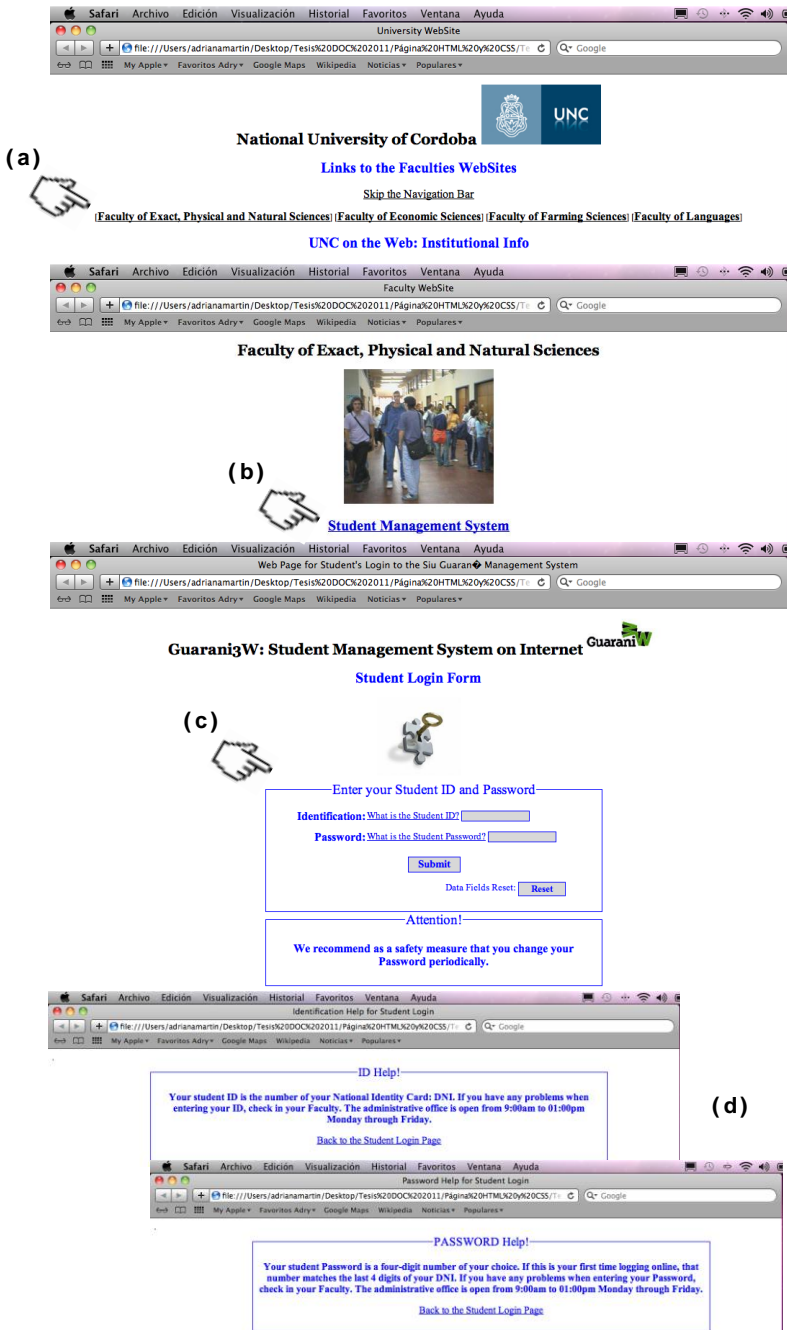 Safari Archivo Edición Visualización Historial Favoritos Ventana Ayuda
University WebSite
file:///Users/adrianamartin/Desktop/Tesis%20DOC%202011/Página%20HTML%20y%20CSS/Te Google
My Apple Favoritos Adry Google Maps Wikipedia Noticias Populares
National University of Cordoba UNC
(a)
Links to the Faculties WebSites
Skip the Navigation Bar
[Faculty of Exact, Physical and Natural Sciences] [Faculty of Economic Sciences] [Faculty of Farming Sciences] [Faculty of Languages]
UNC on the Web: Institutional Info
Safari Archivo Edición Visualización Historial Favoritos Ventana Ayuda
Faculty WebSite
file:///Users/adrianamartin/Desktop/Tesis%20DOC%202011/Página%20HTML%20y%20CSS/Te Google
My Apple Favoritos Adry Google Maps Wikipedia Noticias Populares
Faculty of Exact, Physical and Natural Sciences
(b)
Student Management System
Safari Archivo Edición Visualización Historial Favoritos Ventana Ayuda
Web Page for Student's Login to the Siu Guaran� Management System
file:///Users/adrianamartin/Desktop/Tesis%20DOC%202011/Página%20HTML%20y%20CSS/Te Google
My Apple Favoritos Adry Google Maps Wikipedia Noticias Populares
Guarani3W: Student Management System on Internet Guarani W
Student Login Form
(c)
Enter your Student ID and Password
Identification: What is the Student ID?
Password: What is the Student Password?
Submit
Data Fields Reset: Reset
Attention!
We recommend as a safety measure that you change your
Password periodically.
Safari Archivo Edición Visualización Historial Favoritos Ventana Ayuda
Identification Help for Student Login
file:///Users/adrianamartin/Desktop/Tesis%20DOC%202011/Página%20HTML%20y%20CSS/Te Google
My Apple Favoritos Adry Google Maps Wikipedia Noticias Populares
ID Help!
Your student ID is the number of your National Identity Card: DNI. If you have any problems when
entering your ID, check in your Faculty. The administrative office is open from 9:00am to 01:00pm
Monday through Friday.
(d)
Back to the Student Login Page
Safari Archivo Edición Visualización Historial Favoritos Ventana Ayuda
Password Help for Student Login
file:///Users/adrianamartin/Desktop/Tesis%20DOC%202011/Página%20HTML%20y%20CSS/Te Google
My Apple Favoritos Adry Google Maps Wikipedia Noticias Populares
PASSWORD Help!
Your student Password is a four-digit number of your choice. If this is your first time logging online, that
number matches the last 4 digits of your DNI. If you have any problems when entering your Password,
check in your Faculty. The administrative office is open from 9:00am to 01:00pm Monday through Friday.
Back to the Student Login Page